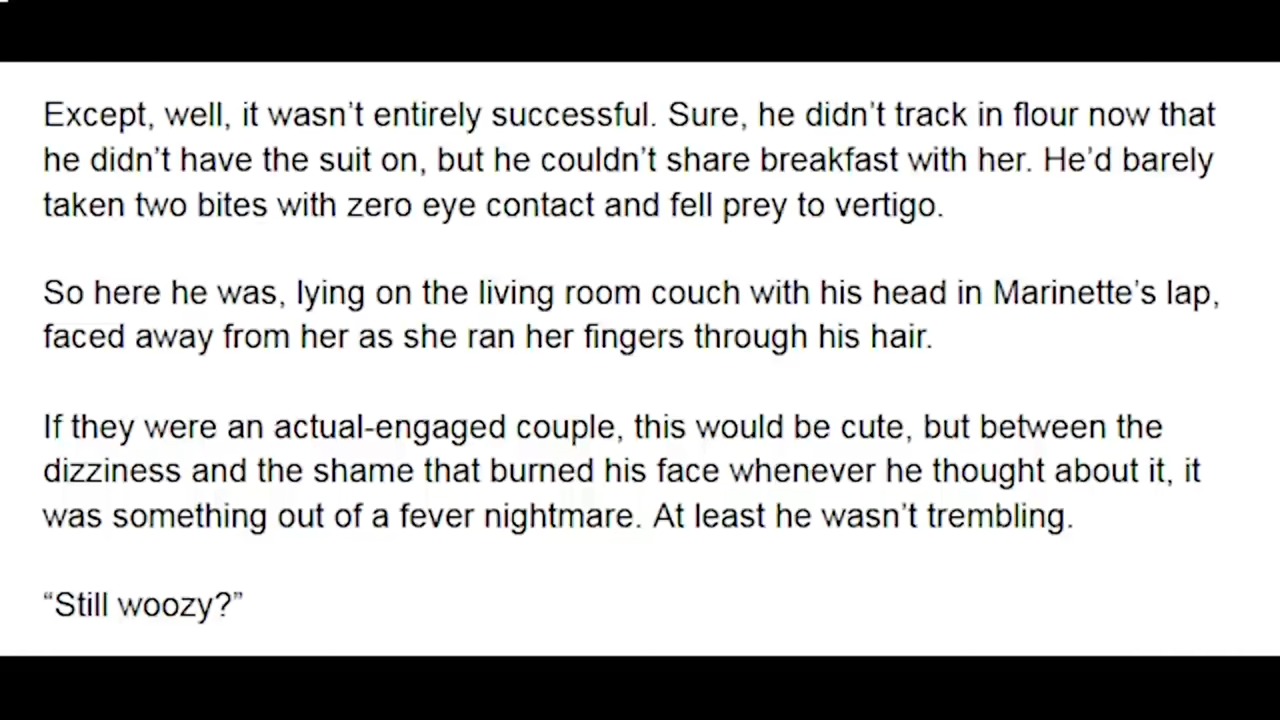 Except, well, it wasn’t entirely successful. Sure, he didn’t track in flour now that
he didn’t have the suit on, but he couldn’t share breakfast with her. He’d barely
taken two bites with zero eye contact and fell prey to vertigo.
So here he was, lying on the living room couch with his head in Marinette’s lap,
faced away from her as she ran her fingers through his hair.
If they were an actual-engaged couple, this would be cute, but between the
dizziness and the shame that burned his face whenever he thought about it, it
was something out of a fever nightmare. At least he wasn’t trembling.
“Still woozy?”